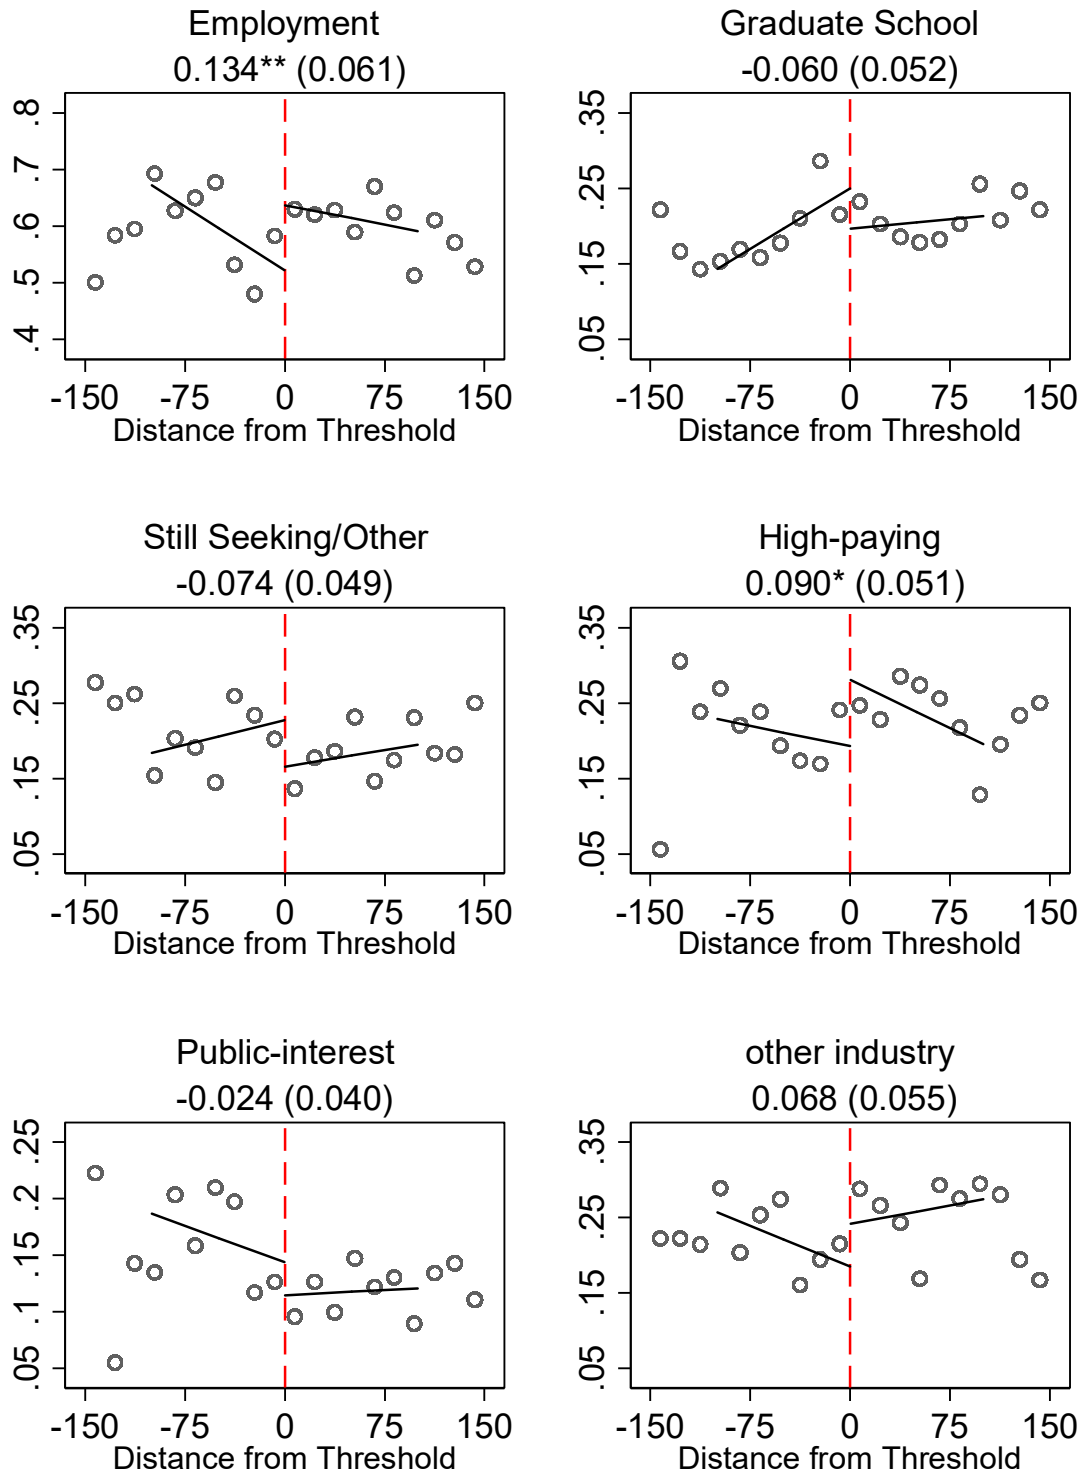 Employment
0.134** (0.061)
.8
.7
.6
.5
.4
-150 -75 0 75 150
Distance from Threshold
Graduate School
-0.060 (0.052)
.35
.25
.15
.05
-150 -75 0 75 150
Distance from Threshold
Still Seeking/Other
-0.074 (0.049)
.35
.25
.15
.05
-150 -75 0 75 150
Distance from Threshold
High-paying
0.090* (0.051)
.35
.25
.15
.05
-150 -75 0 75 150
Distance from Threshold
Public-interest
-0.024 (0.040)
.25
.2
.15
.1
.05
-150 -75 0 75 150
Distance from Threshold
other industry
0.068 (0.055)
.35
.25
.15
.05
-150 -75 0 75 150
Distance from Threshold